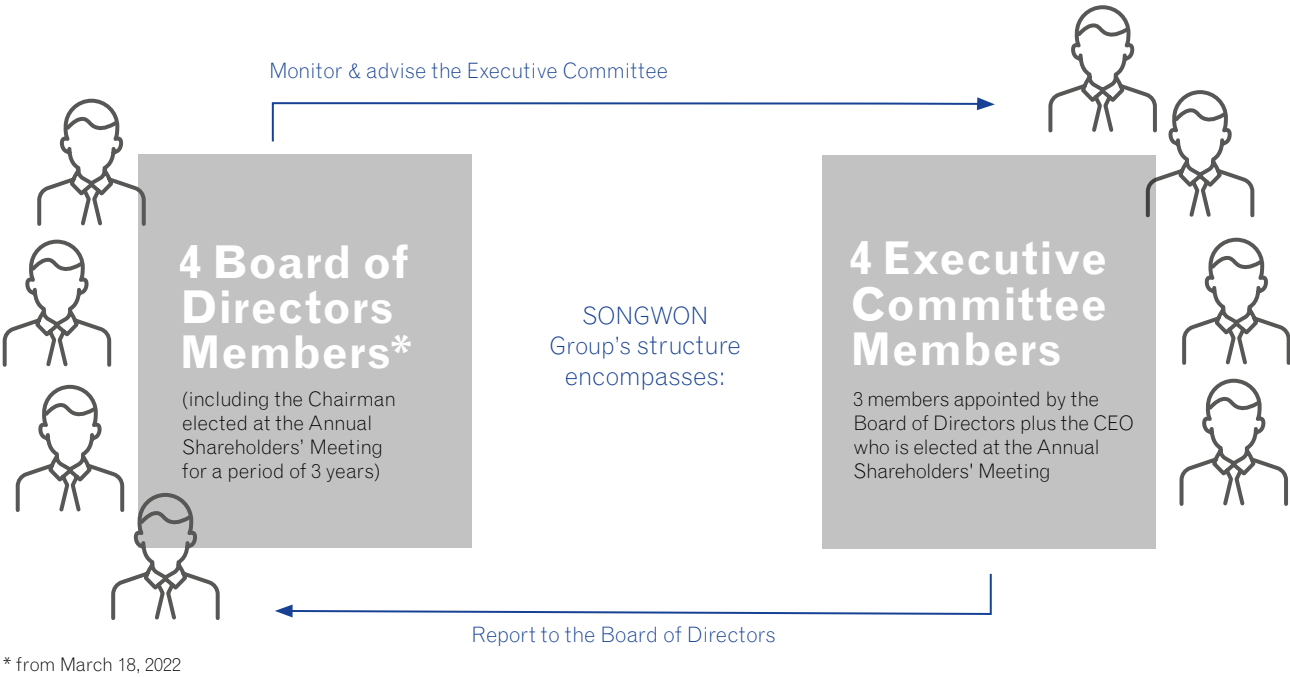 Monitor & advise the Executive Committee
4 Board of
Directors
Members*
(including the Chairman
elected at the Annual
Shareholders’ Meeting
for a period of 3 years)
SONGWON
Group’s structure
encompasses:
4 Executive
Committee
Members
3 members appointed by the
Board of Directors plus the CEO
who is elected at the Annual
Shareholders' Meeting
Report to the Board of Directors
* from March 18, 2022